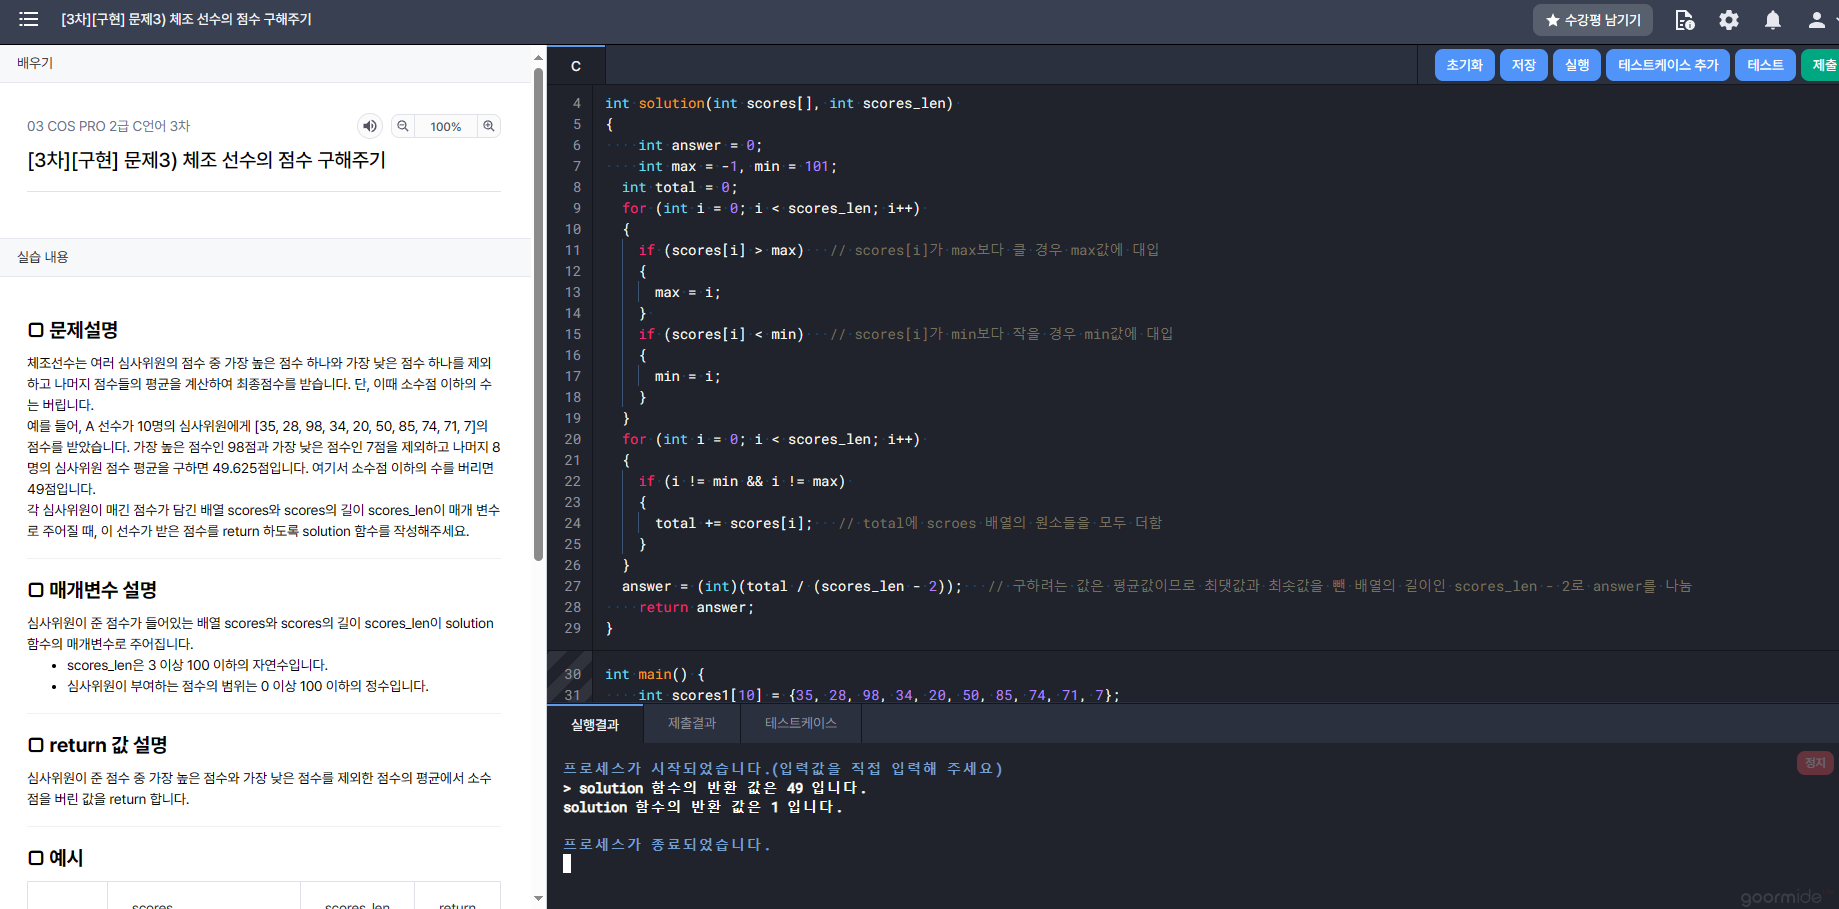 [3차][구현] 문제3) 체조 선수의 점수 구해주기
수강평 남기기
배우기
03 COS PRO 2급 C언어 3차
100%
[3차][구현] 문제3) 체조 선수의 점수 구해주기
실습 내용
문제설명
체조선수는 여러 심사위원의 점수 중 가장 높은 점수 하나와 가장 낮은 점수 하나를 제외
하고 나머지 점수들의 평균을 계산하여 최종점수를 받습니다. 단, 이때 소수점 이하의 수
는 버립니다.
예를 들어, A 선수가 10명의 심사위원에게 [35, 28, 98, 34, 20, 50, 85, 74, 71, 7]의
점수를 받았습니다. 가장 높은 점수인 98점과 가장 낮은 점수인 7점을 제외하고 나머지 8
명의 심사위원 점수 평균을 구하면 49.625점입니다. 여기서 소수점 이하의 수를 버리면
49점입니다.
각 심사위원이 매긴 점수가 담긴 배열 scores와 scores의 길이 scores_len이 매개 변수
로 주어질 때, 이 선수가 받은 점수를 return 하도록 solution 함수를 작성해주세요.
매개변수 설명
심사위원이 준 점수가 들어있는 배열 scores와 scores의 길이 scores_len이 solution
함수의 매개변수로 주어집니다.
• scores_len은 3 이상 100 이하의 자연수입니다.
• 심사위원이 부여하는 점수의 범위는 0 이상 100 이하의 정수입니다.
return 값 설명
심사위원이 준 점수 중 가장 높은 점수와 가장 낮은 점수를 제외한 점수의 평균에서 소수
점을 버린 값을 return 합니다.
예시
scores scores_len return
C
초기화 저장 실행 테스트케이스 추가 테스트 제출
4 int solution(int scores[], int scores_len)
5 {
6 int answer = 0;
7 int max = -1, min = 101;
8 int total = 0;
9 for (int i = 0; i < scores_len; i++)
10 {
11 if (scores[i] > max) // scores[i]가 max보다 클 경우 max값에 대입
12 {
13 max = i;
14 }
15 if (scores[i] < min) // scores[i]가 min보다 작을 경우 min값에 대입
16 {
17 min = i;
18 }
19 }
20 for (int i = 0; i < scores_len; i++)
21 {
22 if (i != min && i != max)
23 {
24 total += scores[i]; // total에 scroes 배열의 원소들을 모두 더함
25 }
26 }
27 answer = (int)(total / (scores_len - 2)); // 구하려는 값은 평균값이므로 최댓값과 최솟값을 뺀 배열의 길이인 scores_len - 2로 answer를 나눔
28 return answer;
29 }
30 int main() {
31 int scores1[10] = {35, 28, 98, 34, 20, 50, 85, 74, 71, 7};
실행결과 제출결과 테스트케이스
프로세스가 시작되었습니다.(입력값을 직접 입력해 주세요)
정지
> solution 함수의 반환 값은 49 입니다.
solution 함수의 반환 값은 1 입니다.
프로세스가 종료되었습니다.
goormide